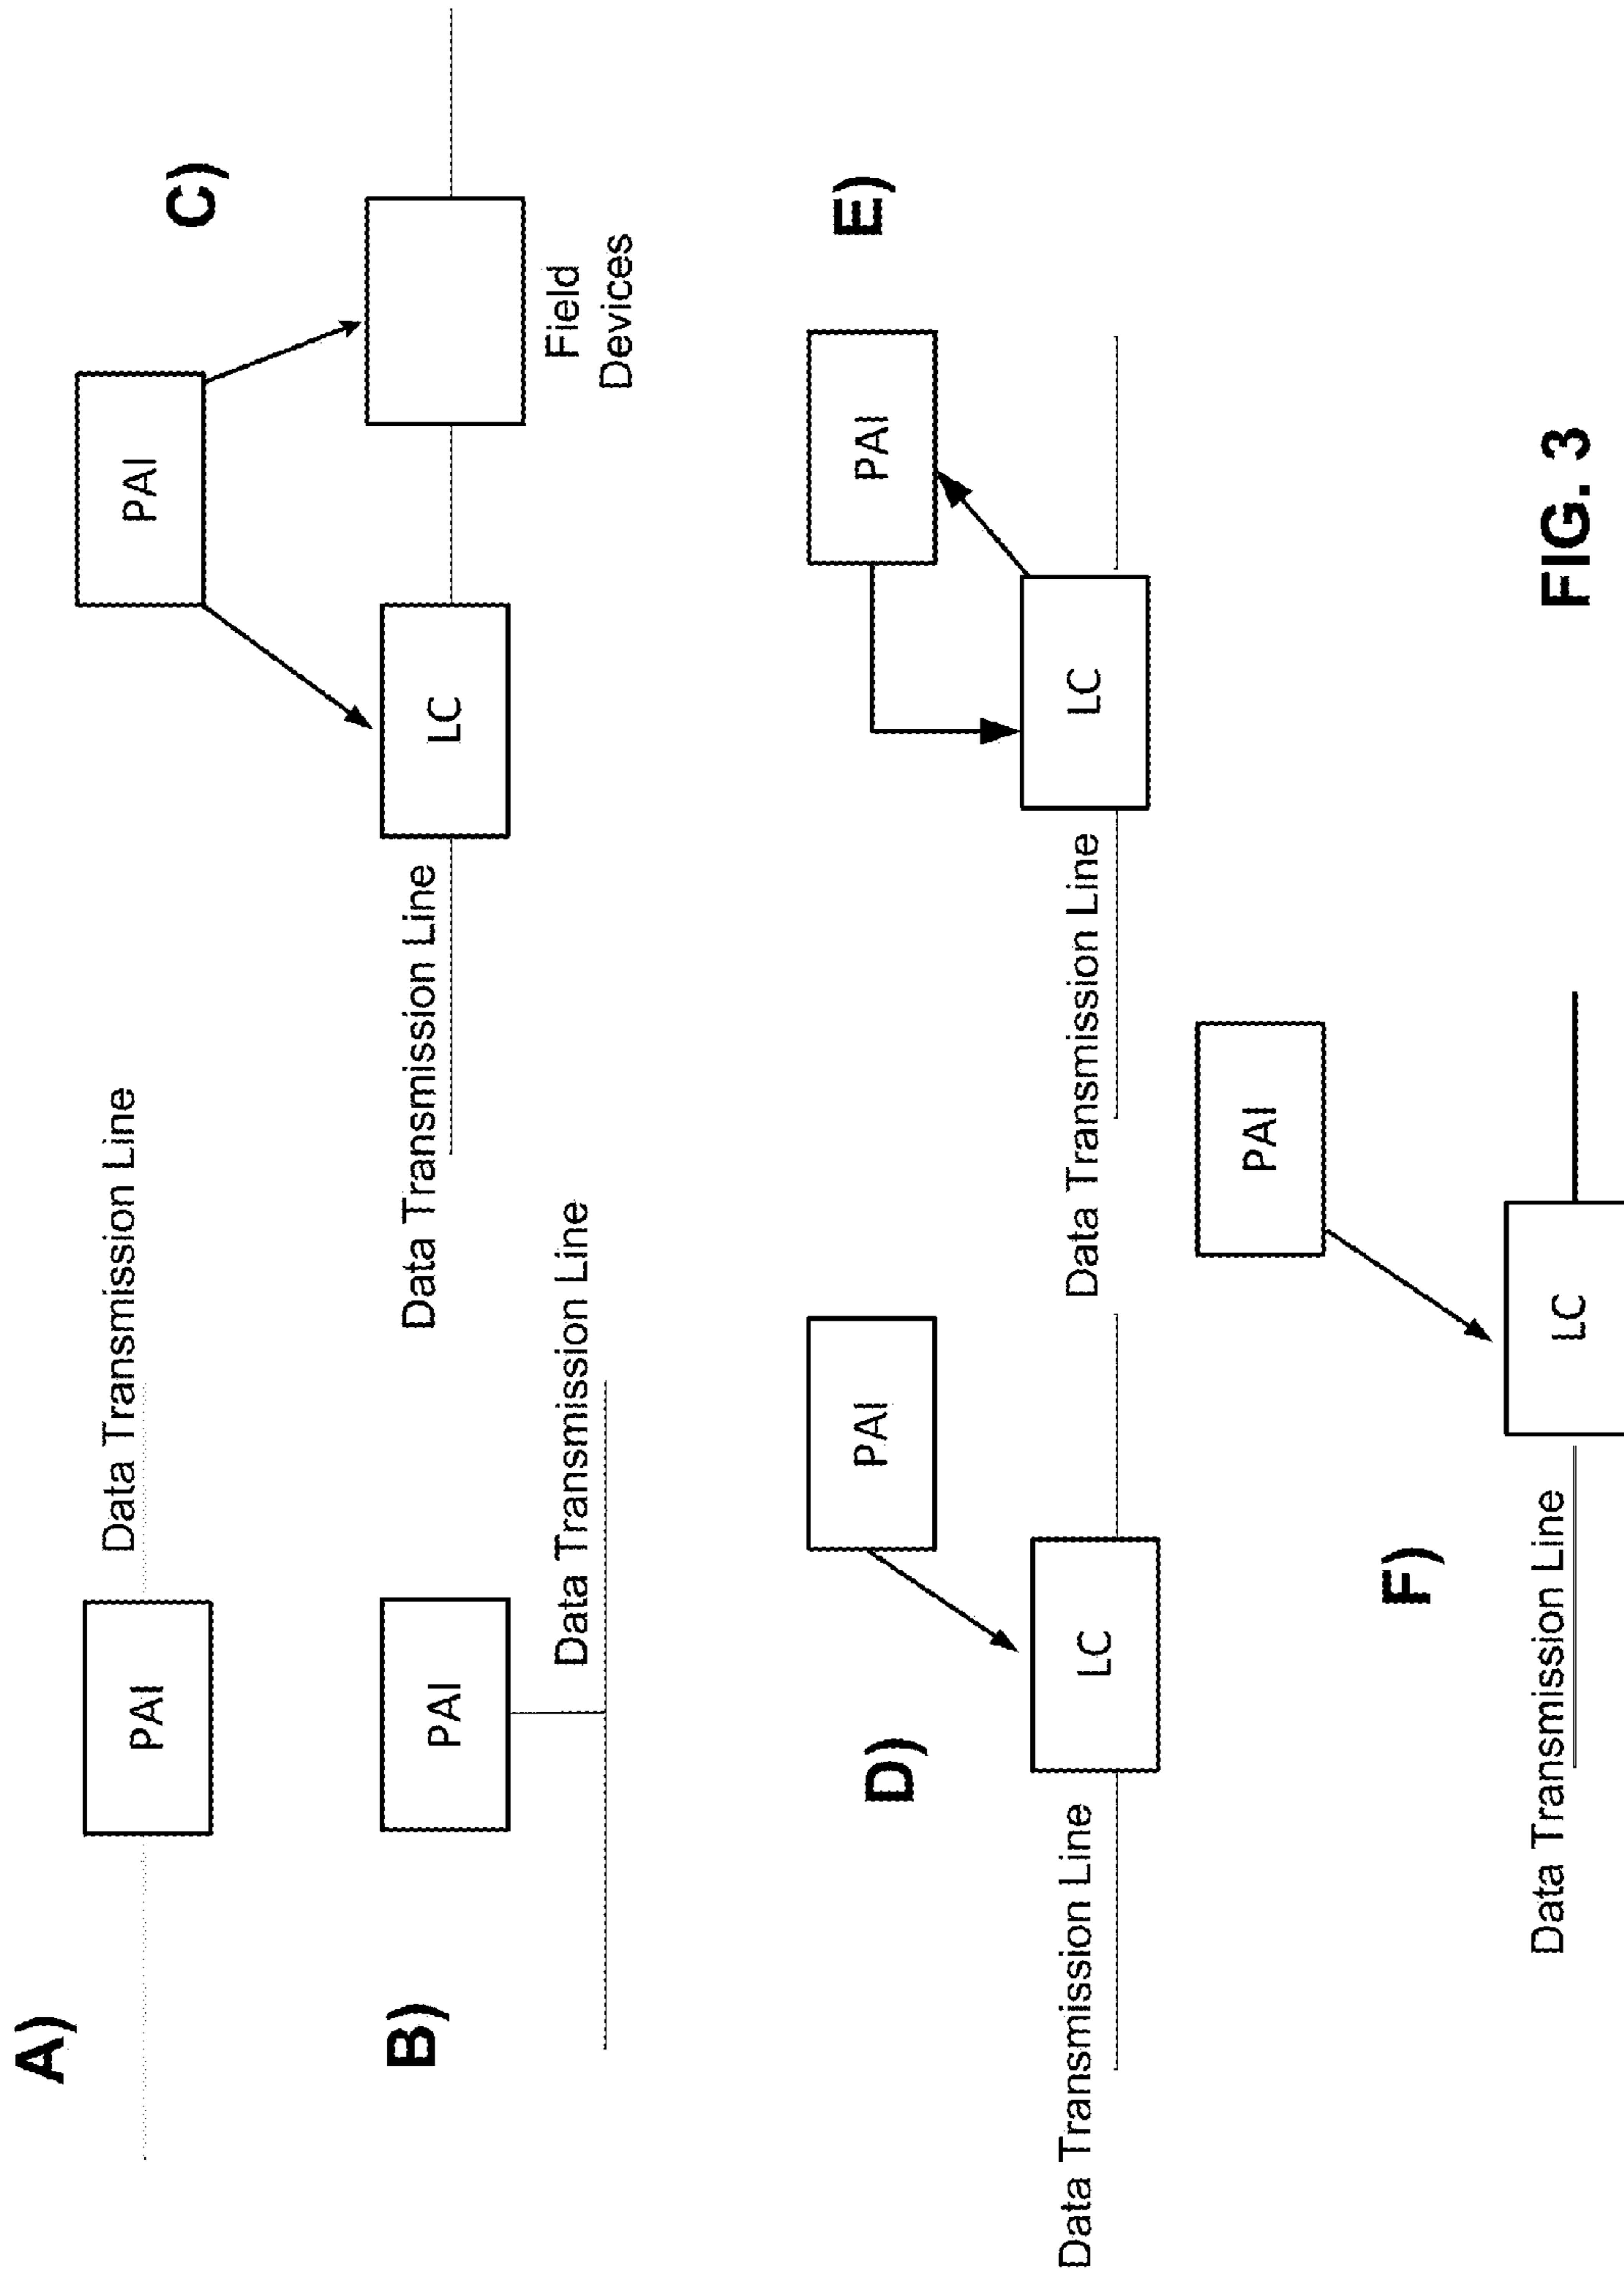 A)
PAI
Data Transmission Line
B)
PAI
Data Transmission Line
C)
PAI
Data Transmission Line
LC
Field
Devices
D)
PAI
Data Transmission Line
LC
E)
PAI
Data Transmission Line
LC
F)
PAI
Data Transmission Line
LC
FIG. 3